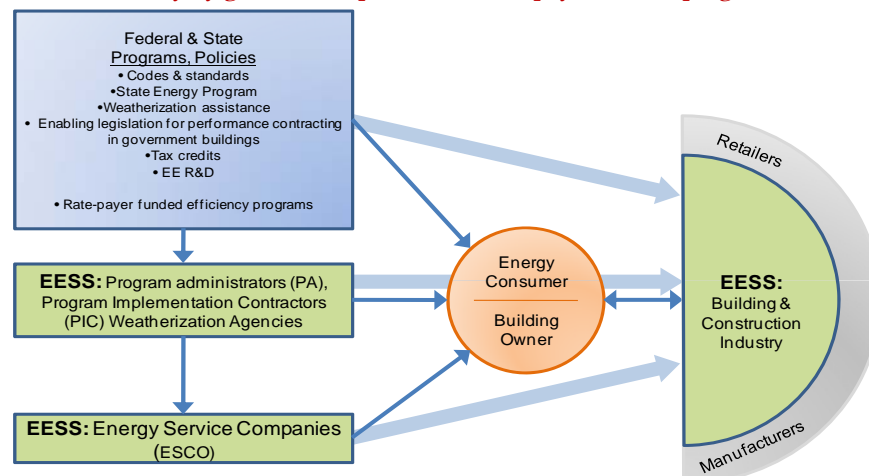 Federal & State
Programs, Policies
•Codes & standards
•State Energy Program
•Weatherization assistance
• Enabling legislation for performance contracting
in government buildings
•Tax credits
• EE R&D
• Rate-payer funded efficiency programs
EESS: Program administrators (PA),
Program Implementation Contractors
(PIC) Weatherization Agencies
EESS: Energy Service Companies
(ESCO)
Energy
Consumer
Building
Owner
Retailers
EESS:
Building &
Construction
Industry
Manufacturers